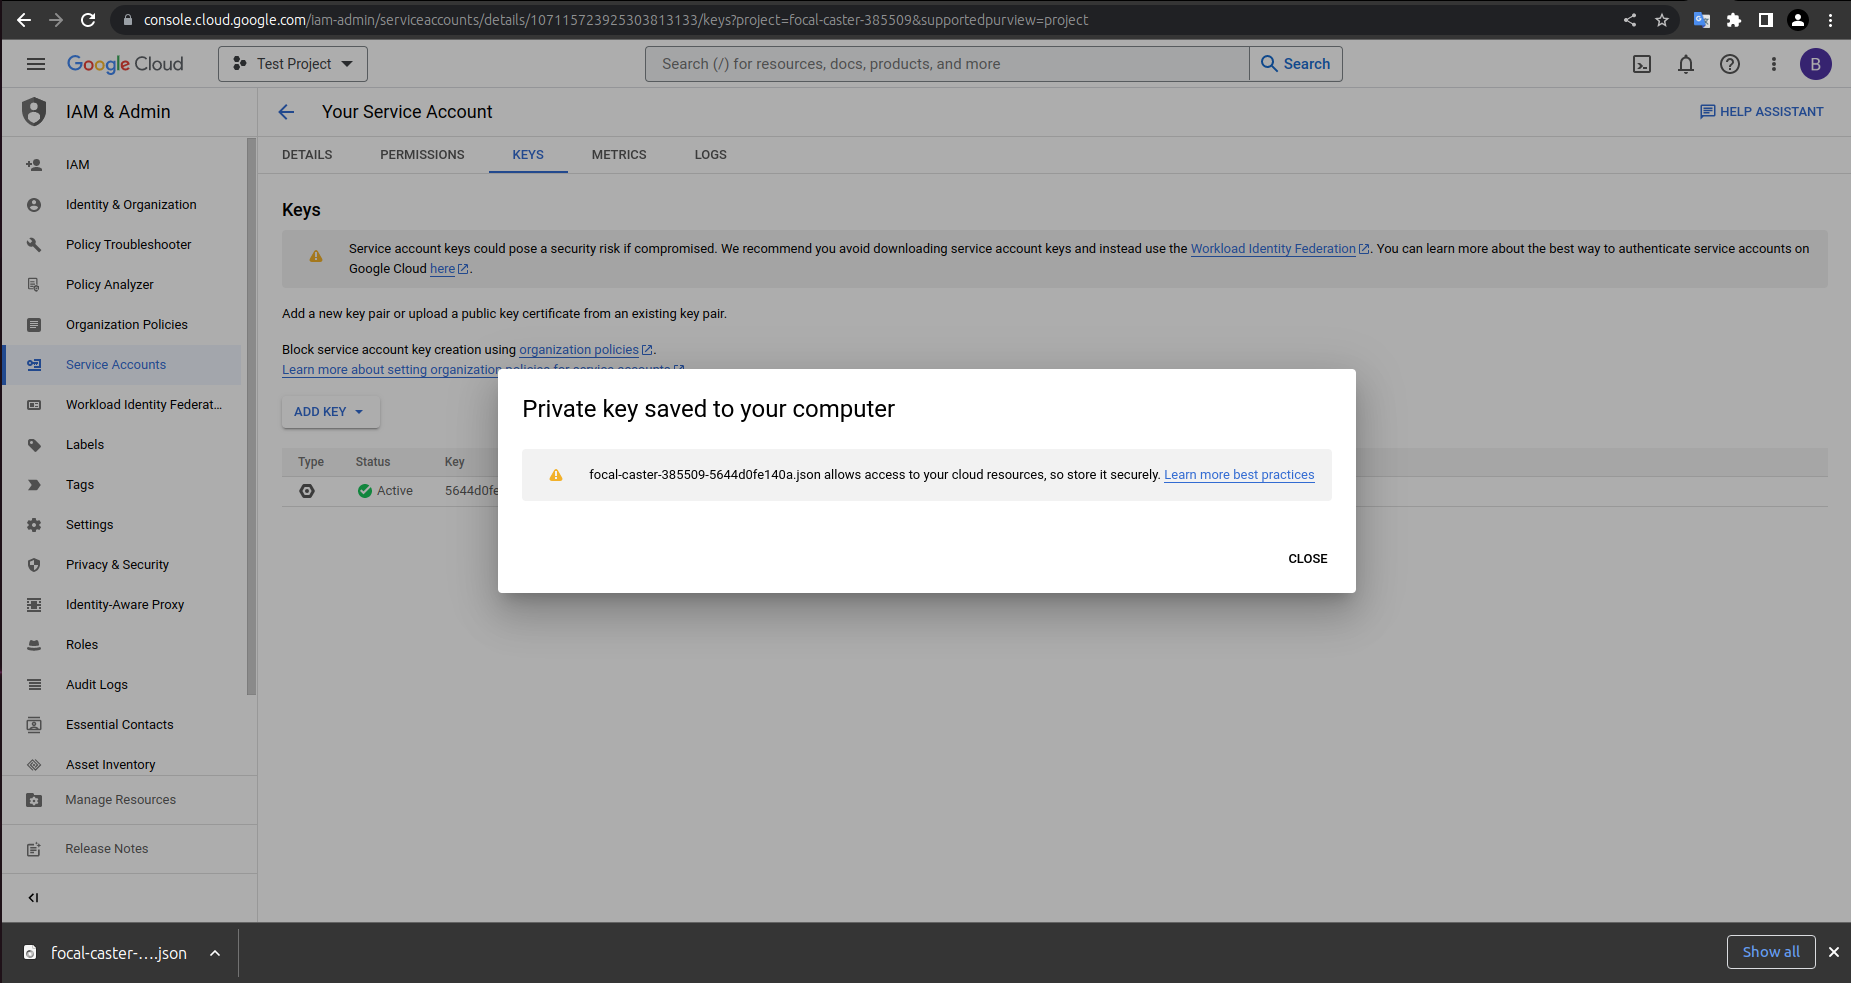 console.cloud.google.com/iam-admin/serviceaccounts/details/107115723925303813133/keys?project=focal-caster-385509&supportedpurview=project
Google Cloud
Test Project
Search (/) for resources, docs, products, and more
Search
B
IAM & Admin
Your Service Account
HELP ASSISTANT
DETAILS PERMISSIONS KEYS METRICS LOGS
IAM
Identity & Organization
Policy Troubleshooter
Policy Analyzer
Organization Policies
Service Accounts
Workload Identity Federat...
Labels
Tags
Settings
Privacy & Security
Identity-Aware Proxy
Roles
Audit Logs
Essential Contacts
Asset Inventory
Manage Resources
Release Notes
Keys
Service account keys could pose a security risk if compromised. We recommend you avoid downloading service account keys and instead use the Workload Identity Federation. You can learn more about the best way to authenticate service accounts on
Google Cloud here.
Add a new key pair or upload a public key certificate from an existing key pair.
Block service account key creation using organization policies.
Learn more about setting organization policies for service accounts
ADD KEY
Type Status Key
Active 5644d0fe
Private key saved to your computer
focal-caster-385509-5644d0fe140a.json allows access to your cloud resources, so store it securely. Learn more best practices
CLOSE
focal-caster-....json
Show all